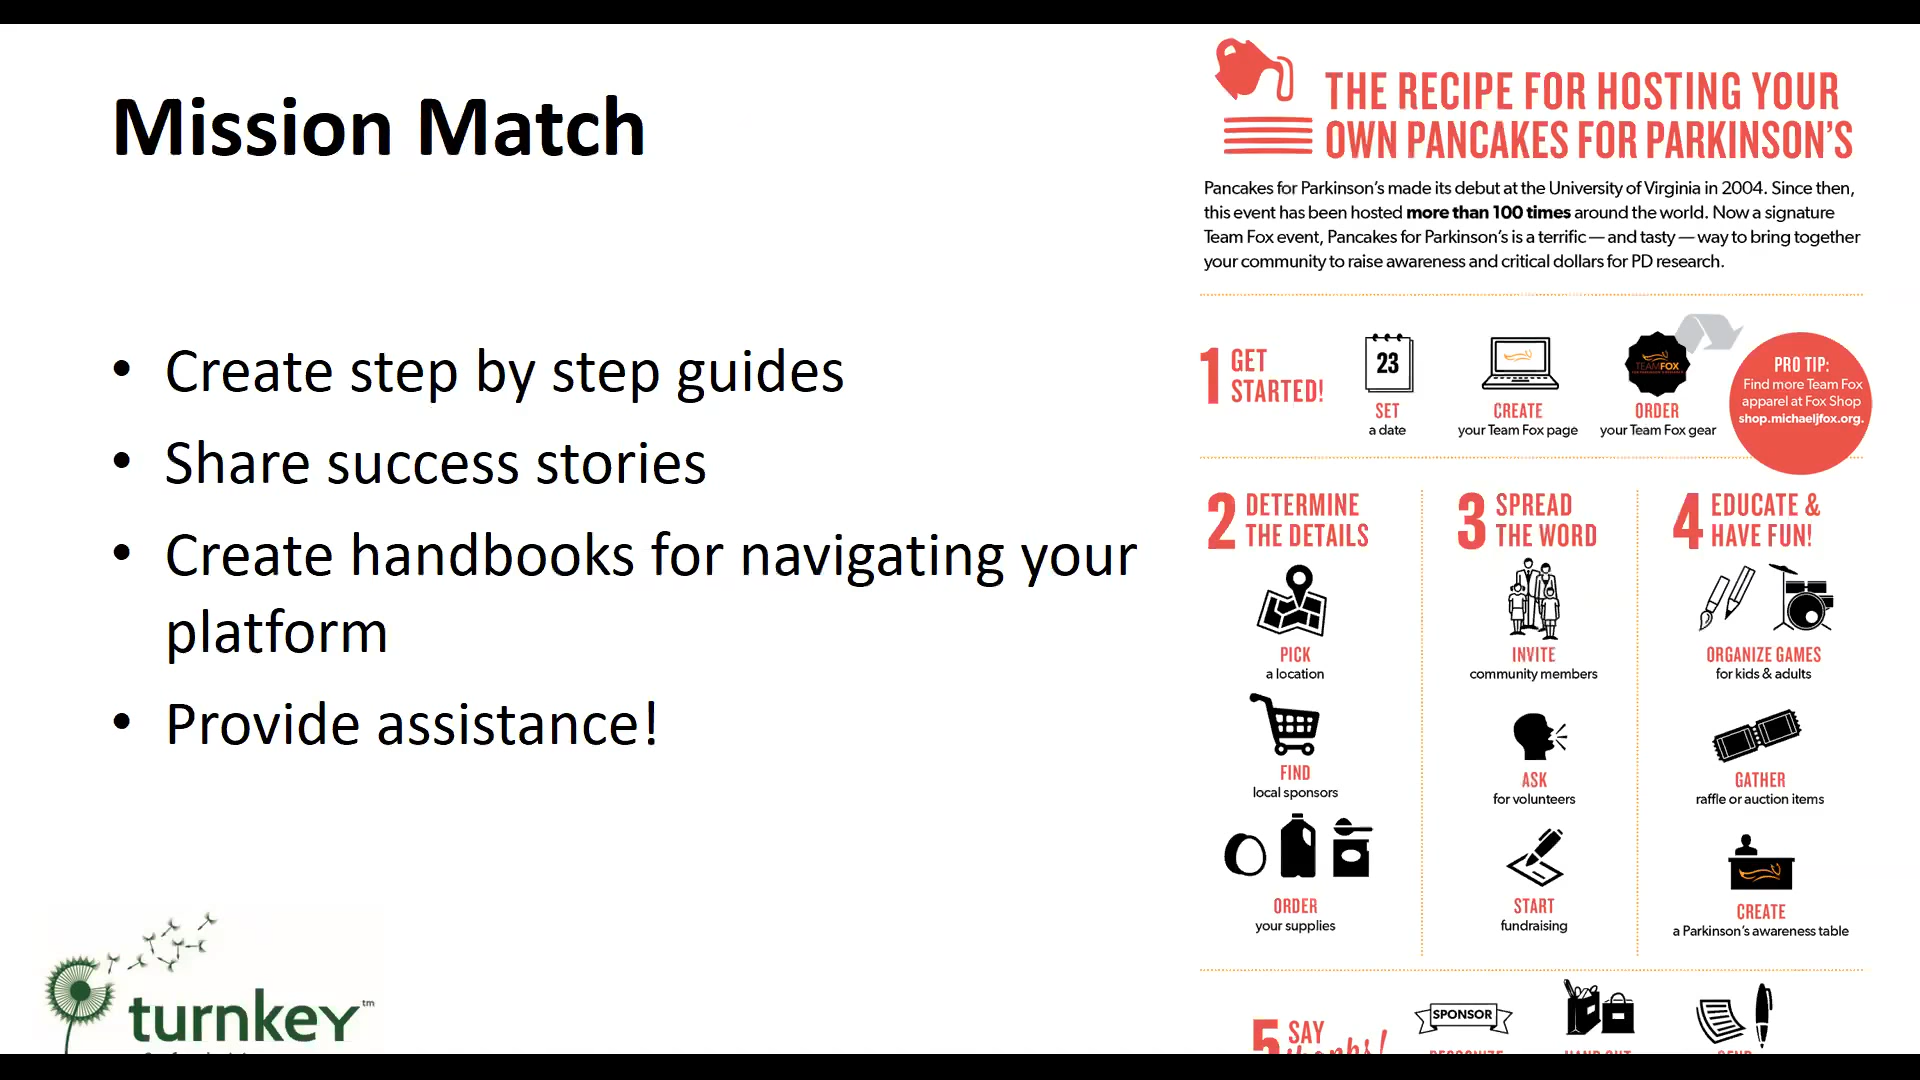 Mission Match
• Create step by step guides
• Share success stories
• Create handbooks for navigating your
platform
• Provide assistance!
turnkey™
THE RECIPE FOR HOSTING YOUR
OWN PANCAKES FOR PARKINSON'S
Pancakes for Parkinson's made its debut at the University of Virginia in 2004. Since then,
this event has been hosted more than 100 times around the world. Now a signature
Team Fox event, Pancakes for Parkinson's is a terrific — and tasty — way to bring together
your community to raise awareness and critical dollars for PD research.
1 GET
STARTED!
23
SET
a date
CREATE
your Team Fox page
TEAMFOX
ORDER
your Team Fox gear
PRO TIP:
Find more Team Fox
apparel at Fox Shop
shop.michaeljfox.org.
2 DETERMINE
THE DETAILS
PICK
a location
FIND
local sponsors
ORDER
your supplies
3 SPREAD
THE WORD
INVITE
community members
ASK
for volunteers
START
fundraising
4 EDUCATE &
HAVE FUN!
ORGANIZE GAMES
for kids & adults
GATHER
raffle or auction items
CREATE
a Parkinson's awareness table
5 SAY
thanks!
SPONSOR
RECOGNIZE
HAND OUT
SEND